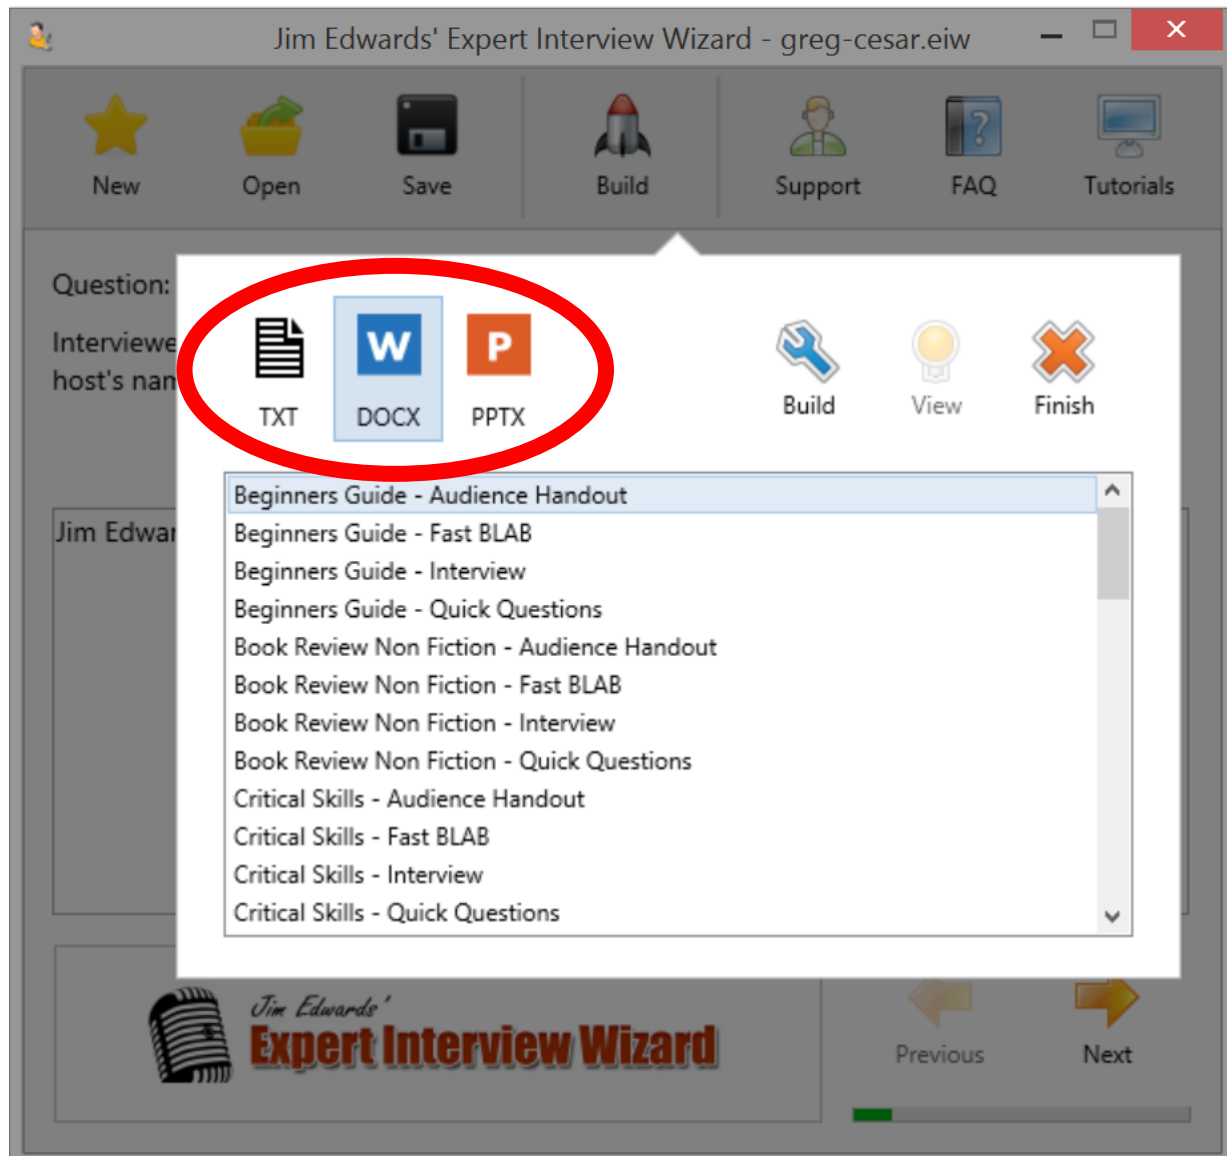 Jim Edwards' Expert Interview Wizard - greg-cesar.eiw
New Open Save Build Support FAQ Tutorials
Question:
Interviewe
host's nam
W P
TXT DOCX PPTX Build View Finish
Jim Edwar
Beginners Guide - Audience Handout
Beginners Guide - Fast BLAB
Beginners Guide - Interview
Beginners Guide - Quick Questions
Book Review Non Fiction - Audience Handout
Book Review Non Fiction - Fast BLAB
Book Review Non Fiction - Interview
Book Review Non Fiction - Quick Questions
Critical Skills - Audience Handout
Critical Skills - Fast BLAB
Critical Skills - Interview
Critical Skills - Quick Questions
Jim Edwards'
Expert Interview Wizard
Previous Next